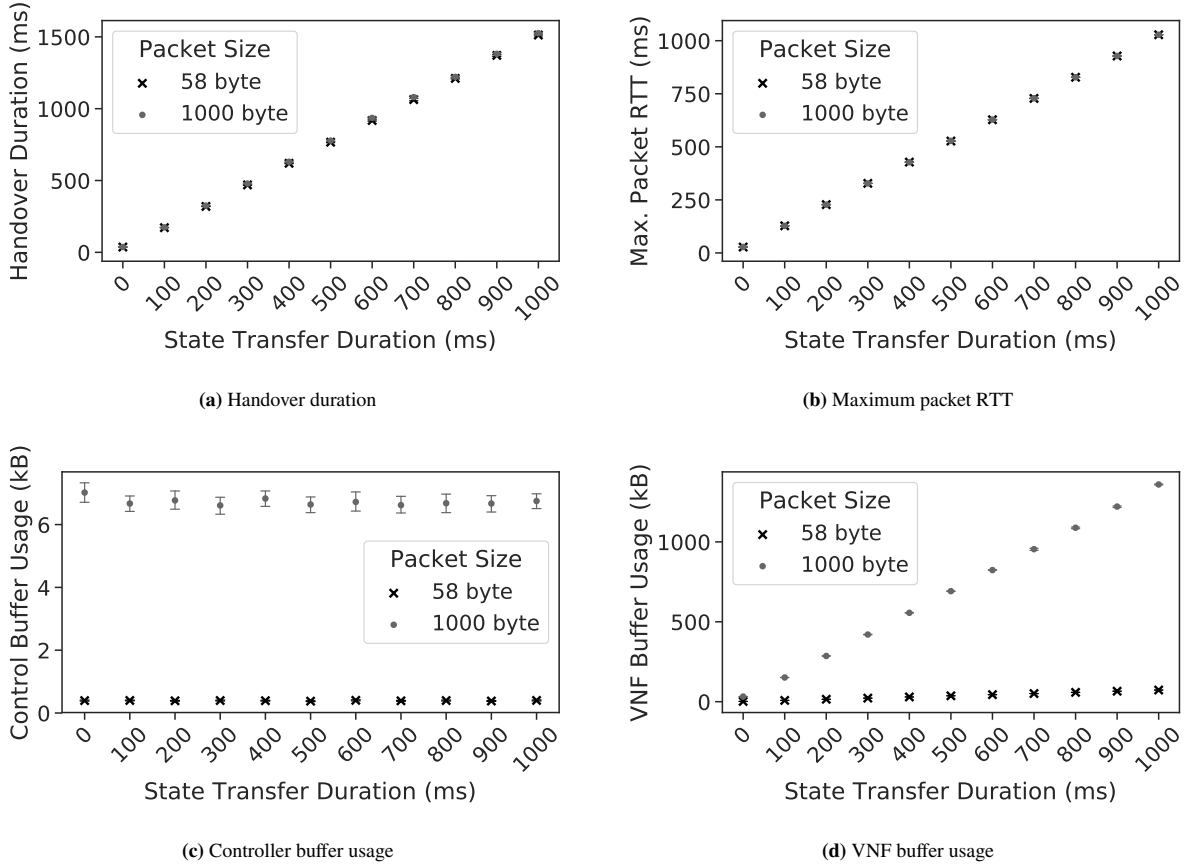 Handover Duration (ms)
1500
1000
500
0
Packet Size
58 byte
1000 byte
0
100
200
300
400
500
600
700
800
900
1000
State Transfer Duration (ms)
(a) Handover duration
Max. Packet RTT (ms)
1000
750
500
250
0
Packet Size
58 byte
1000 byte
0
100
200
300
400
500
600
700
800
900
1000
State Transfer Duration (ms)
(b) Maximum packet RTT
Control Buffer Usage (kB)
6
4
2
0
Packet Size
58 byte
1000 byte
0
100
200
300
400
500
600
700
800
900
1000
State Transfer Duration (ms)
(c) Controller buffer usage
VNF Buffer Usage (kB)
1000
500
0
Packet Size
58 byte
1000 byte
0
100
200
300
400
500
600
700
800
900
1000
State Transfer Duration (ms)
(d) VNF buffer usage